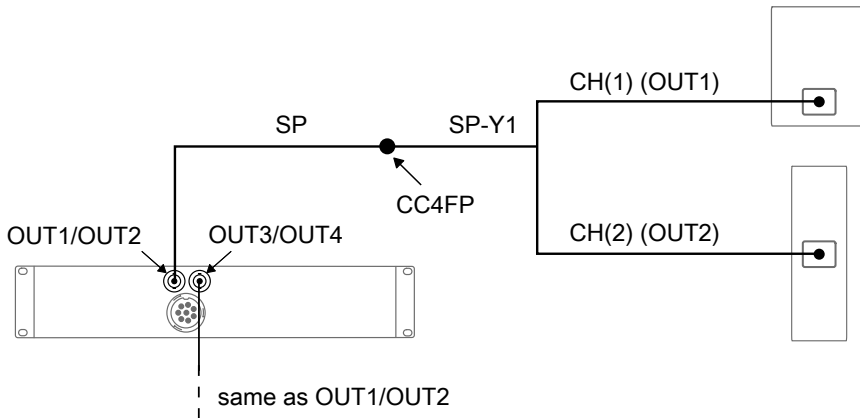 CH(1) (OUT1)
SP
SP-Y1
CC4FP
OUT1/OUT2
OUT3/OUT4
CH(2) (OUT2)
same as OUT1/OUT2